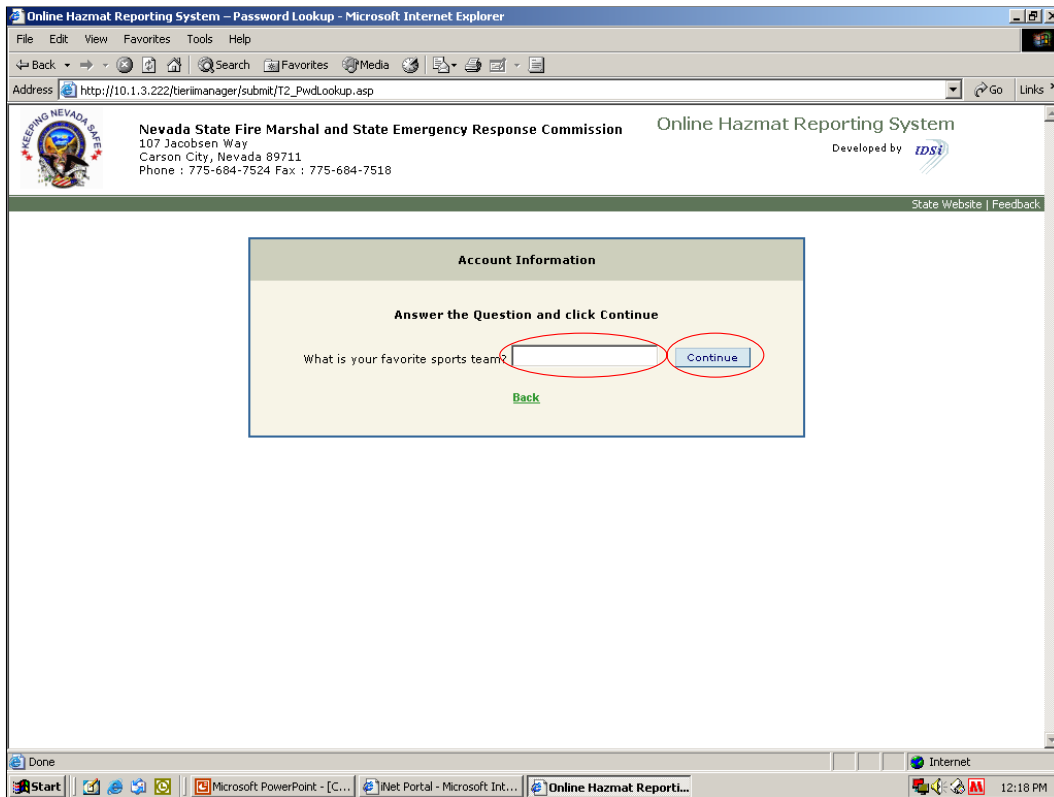 Online Hazmat Reporting System -- Password Lookup - Microsoft Internet Explorer
File Edit View Favorites Tools Help
Back Search Favorites Media
Address http://10.1.3.222/tieriimanager/submit/T2_PwdLookup.asp Go Links
KEEPING NEVADA SAFE
Nevada State Fire Marshal and State Emergency Response Commission
107 Jacobsen Way
Carson City, Nevada 89711
Phone : 775-684-7524 Fax : 775-684-7518
Online Hazmat Reporting System
Developed by IDSi
State Website | Feedback
Account Information
Answer the Question and click Continue
What is your favorite sports team? Continue
Back
Done Internet
Start Microsoft PowerPoint - [C... iNet Portal - Microsoft Int... Online Hazmat Reporti... 12:18 PM